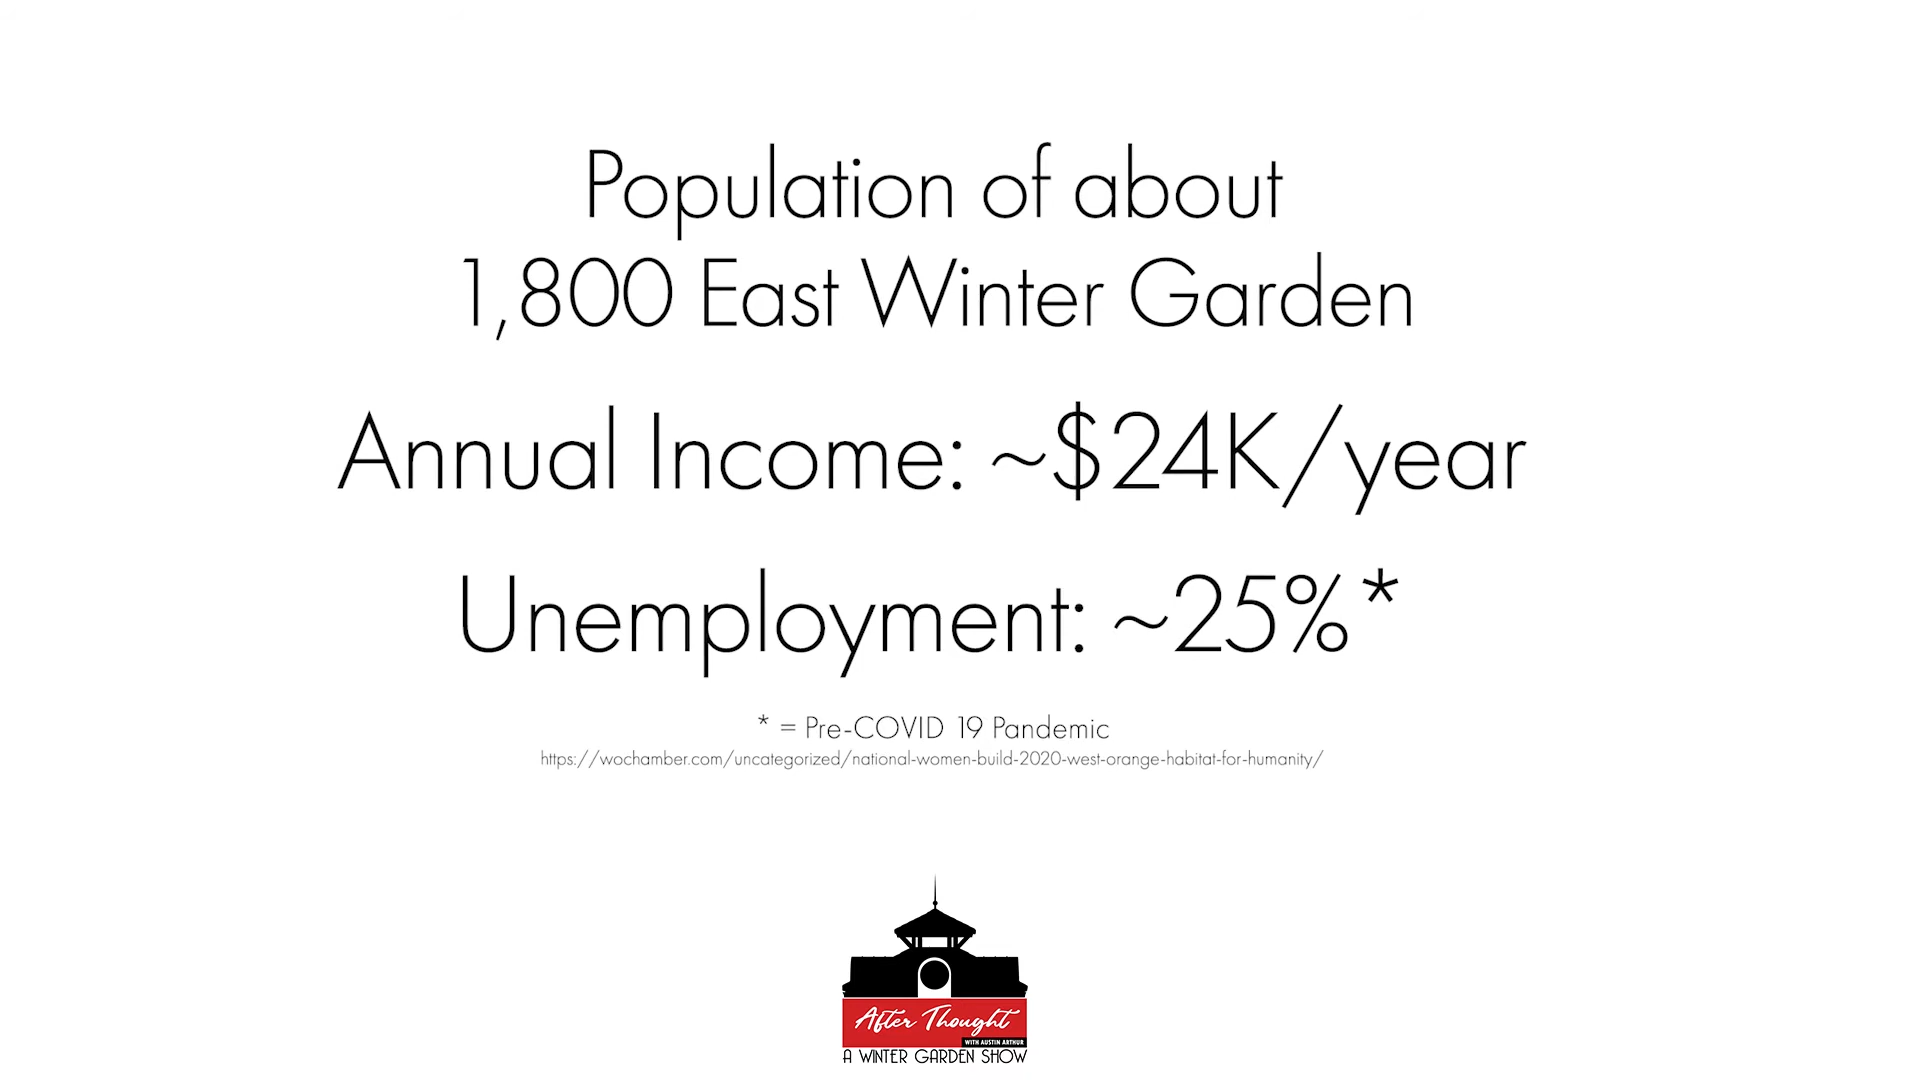 Population of about
1,800 East Winter Garden
Annual Income: ~$24K/year
Unemployment: ~25%*
* = Pre-COVID 19 Pandemic
https://wochamber.com/uncategorized/national-women-build-2020-west-orange-habitat-for-humanity/
After Thought
WITH AUSTIN ARTHUR
A WINTER GARDEN SHOW